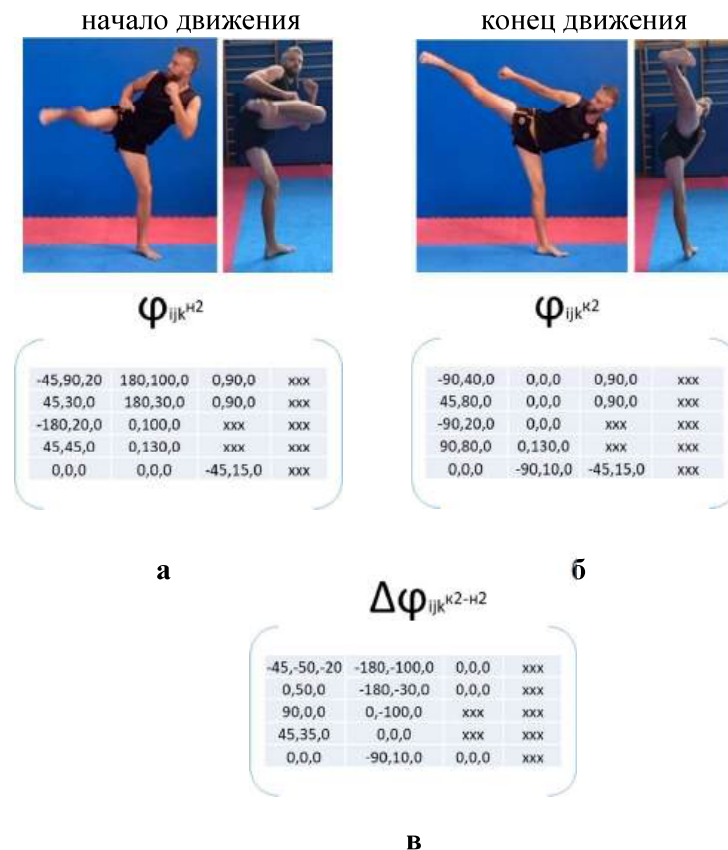 начало движения
конец движения
φijkн2
φijkк2
-45,90,20 180,100,0 0,90,0 xxx
45,30,0 180,30,0 0,90,0 xxx
-180,20,0 0,100,0 xxx xxx
45,45,0 0,130,0 xxx xxx
0,0,0 0,0,0 -45,15,0 xxx
-90,40,0 0,0,0 0,90,0 xxx
45,80,0 0,0,0 0,90,0 xxx
-90,20,0 0,0,0 xxx xxx
90,80,0 0,130,0 xxx xxx
0,0,0 -90,10,0 -45,15,0 xxx
а
б
Δφijkк2-н2
-45,-50,-20 -180,-100,0 0,0,0 xxx
0,50,0 -180,-30,0 0,0,0 xxx
90,0,0 0,-100,0 xxx xxx
45,35,0 0,0,0 xxx xxx
0,0,0 -90,10,0 0,0,0 xxx
в